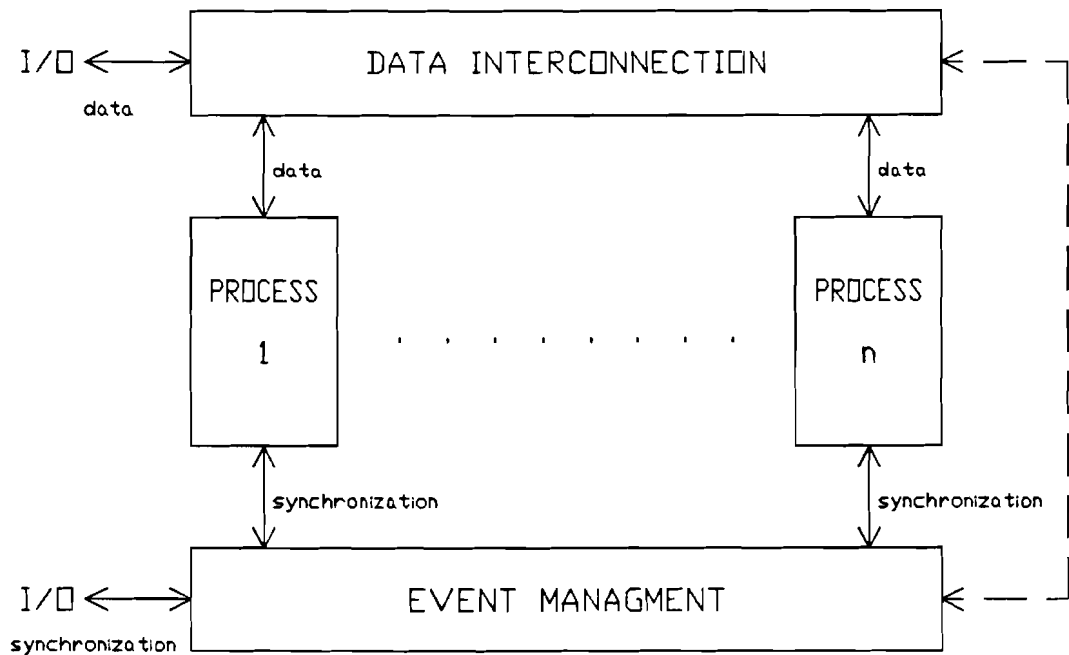 I/O
DATA INTERCONNECTION
data
data
data
PROCESS
1
PROCESS
n
synchronization
synchronization
I/O
EVENT MANAGMENT
synchronization